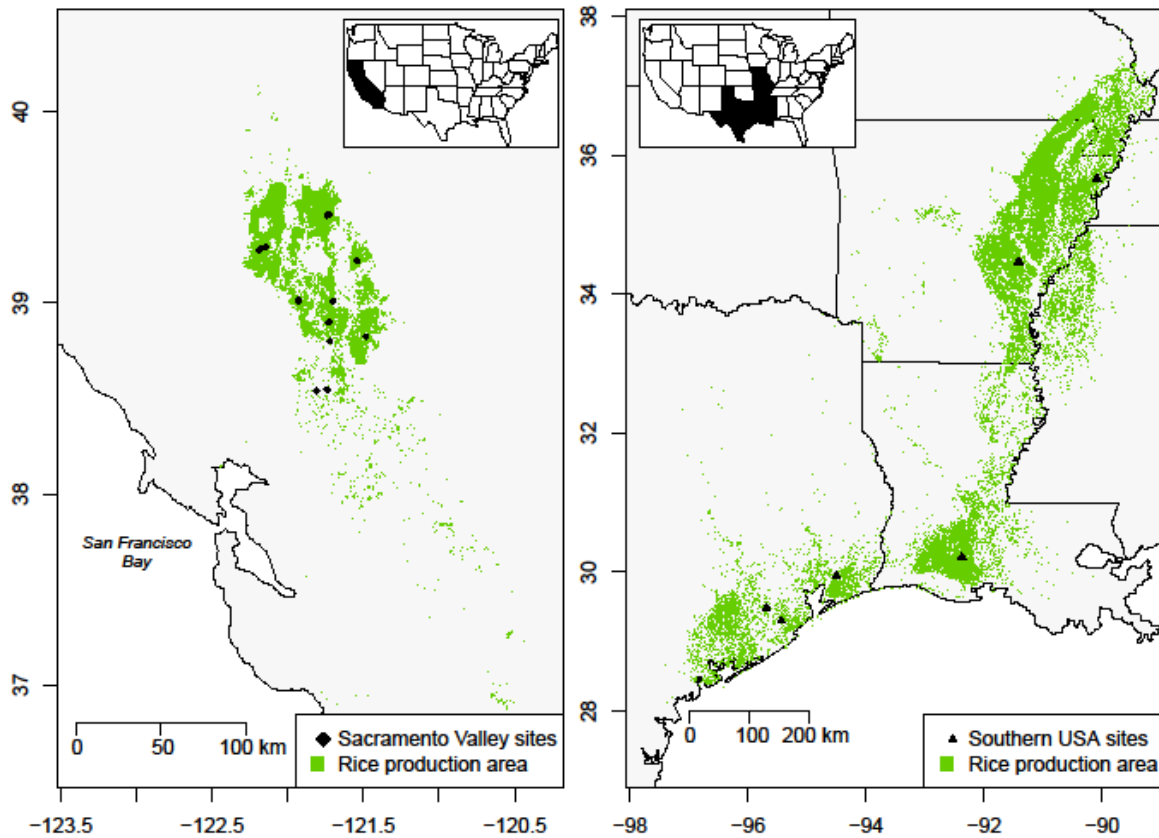 40
39
38
37
San Francisco
Bay
0 50 100 km
Sacramento Valley sites
Rice production area
−123.5 −122.5 −121.5 −120.5
38
36
34
32
30
28
0 100 200 km
Southern USA sites
Rice production area
−98 −96 −94 −92 −90